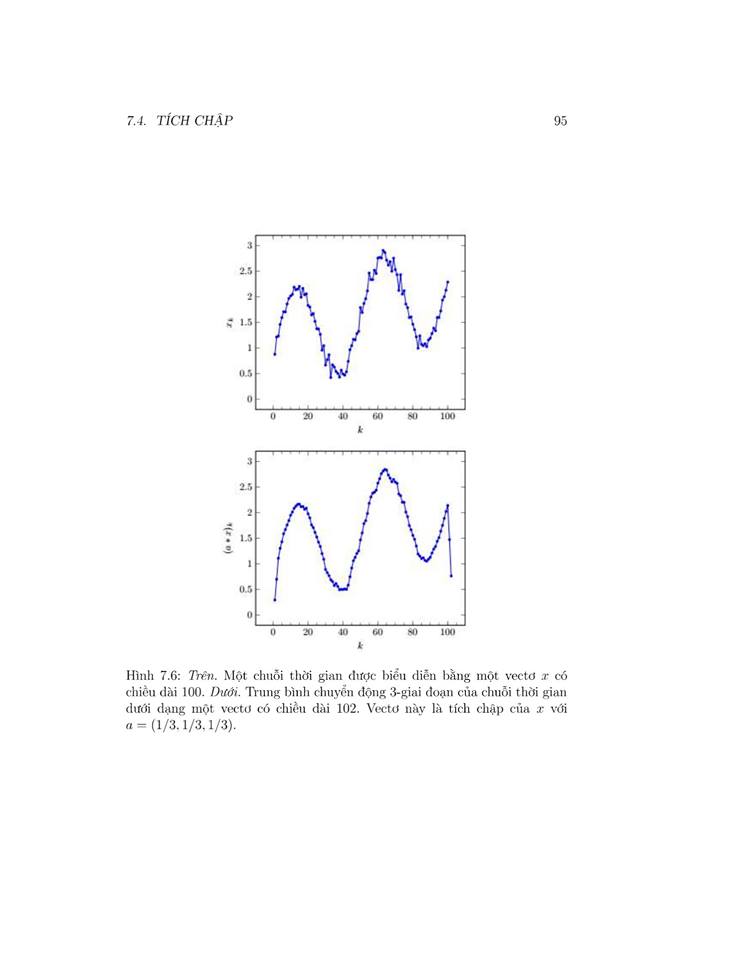 7.4. TÍCH CHẬP 95
3
2.5
2
1.5
1
0.5
0
x_k
0 20 40 60 80 100
k
3
2.5
2
1.5
1
0.5
0
(a * x)_k
0 20 40 60 80 100
k
Hình 7.6: Trên. Một chuỗi thời gian được biểu diễn bằng một vectơ x có
chiều dài 100. Dưới. Trung bình chuyển động 3-giai đoạn của chuỗi thời gian
dưới dạng một vectơ có chiều dài 102. Vectơ này là tích chập của x với
a = (1/3, 1/3, 1/3).